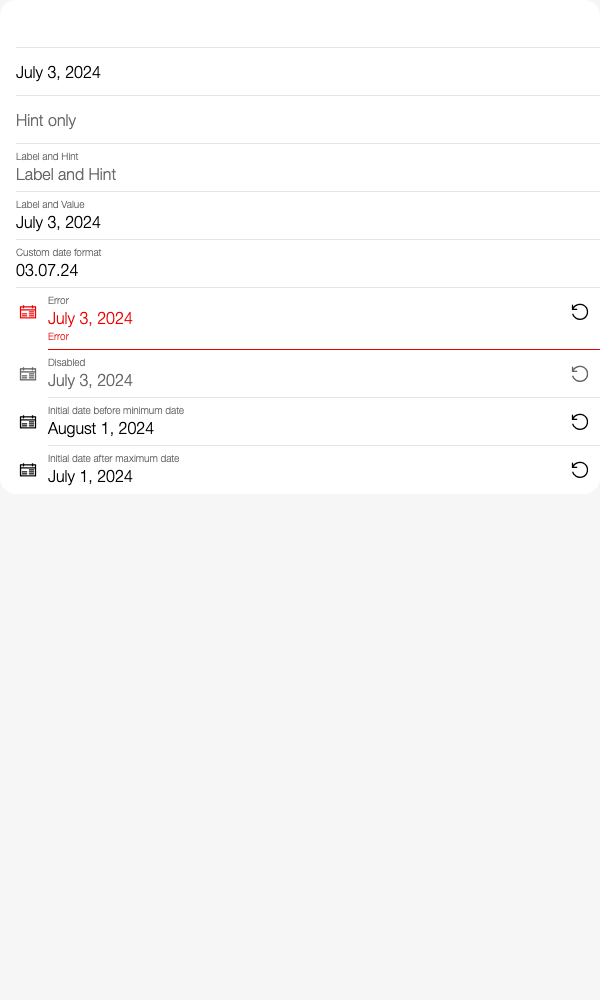 July 3, 2024
Hint only
Label and Hint
Label and Hint
Label and Value
July 3, 2024
Custom date format
03.07.24
Error
July 3, 2024
Error
Disabled
July 3, 2024
Initial date before minimum date
August 1, 2024
Initial date after maximum date
July 1, 2024